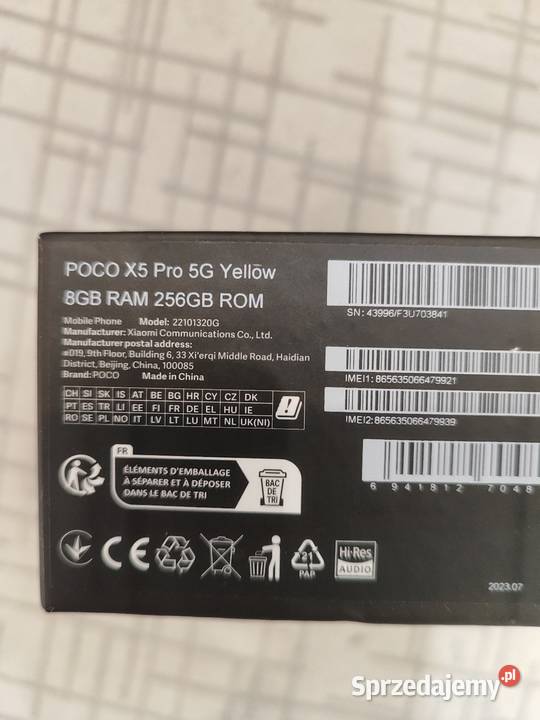 POCO X5 Pro 5G Yellow
8GB RAM 256GB ROM
Mobile Phone Model: 22101320G
Manufacturer: Xiaomi Communications Co., Ltd.
Manufacturer postal address:
#019, 9th Floor, Building 6, 33 Xi'erqi Middle Road, Haidian
District, Beijing, China, 100085
Brand: POCO Made in China
CH SI SK IS AT BE BG HR CY CZ DK
PT ES TR LI EE FI FR DE EL HU IE
RO SE PL NO IT LV LT LU MT NL UK(NI)
SN: 43996/F3U703841
IMEI1: 865635066479921
IMEI2: 865635066479939
6 941812 7048
FR
ÉLÉMENTS D'EMBALLAGE
À SÉPARER ET À DÉPOSER
DANS LE BAC DE TRI
BAC
DE
TRI
CE
21
PAP
Hi-Res
AUDIO
2023.07
Sprzedajemy.pl